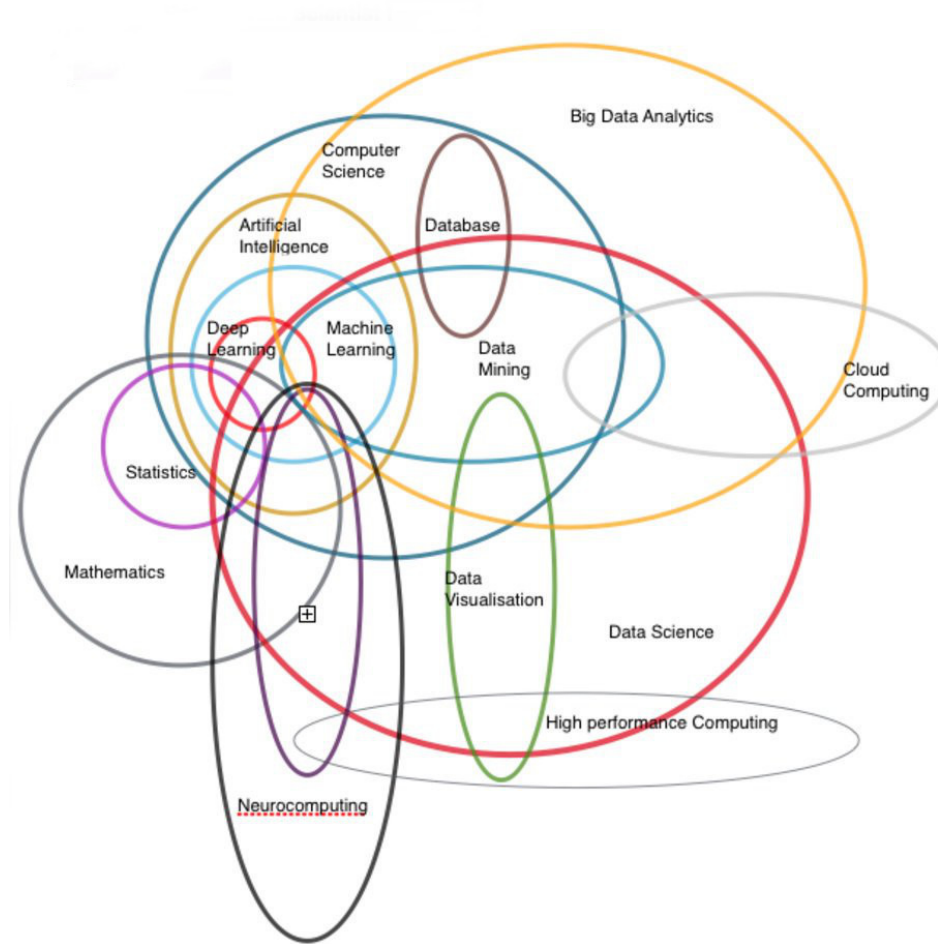 Big Data Analytics
Computer
Science
Artificial
Intelligence
Database
Deep
Learning
Machine
Learning
Data
Mining
Cloud
Computing
Statistics
Mathematics
Data
Visualisation
Data Science
High performance Computing
Neurocomputing